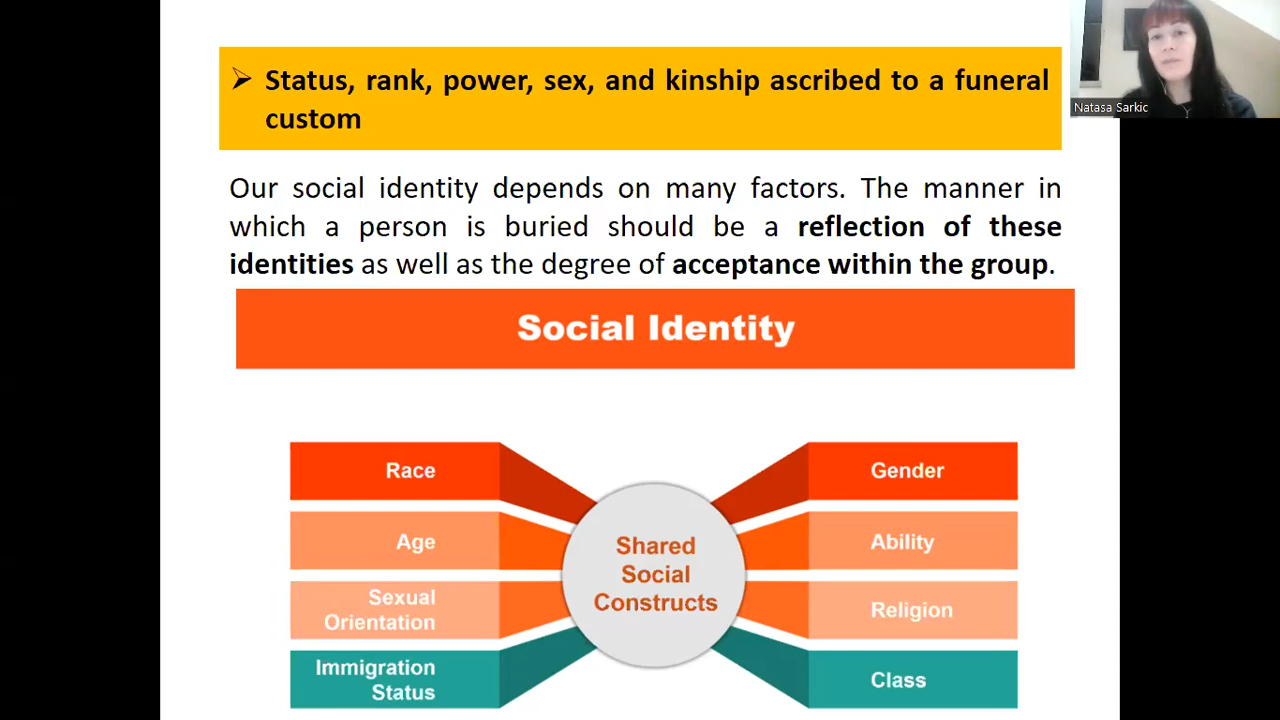 Status, rank, power, sex, and kinship ascribed to a funeral
custom
Natasa Sarkic
Our social identity depends on many factors. The manner in
which a person is buried should be a reflection of these
identities as well as the degree of acceptance within the group.
Social Identity
Race
Age
Sexual
Orientation
Immigration
Status
Shared
Social
Constructs
Gender
Ability
Religion
Class